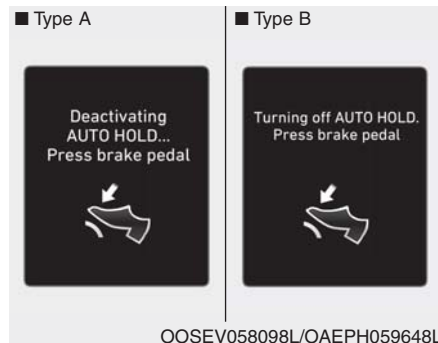 ■ Type A
Deactivating
AUTO HOLD...
Press brake pedal
■ Type B
Turning off AUTO HOLD.
Press brake pedal
OOSEV058098L/OAEPH059648L